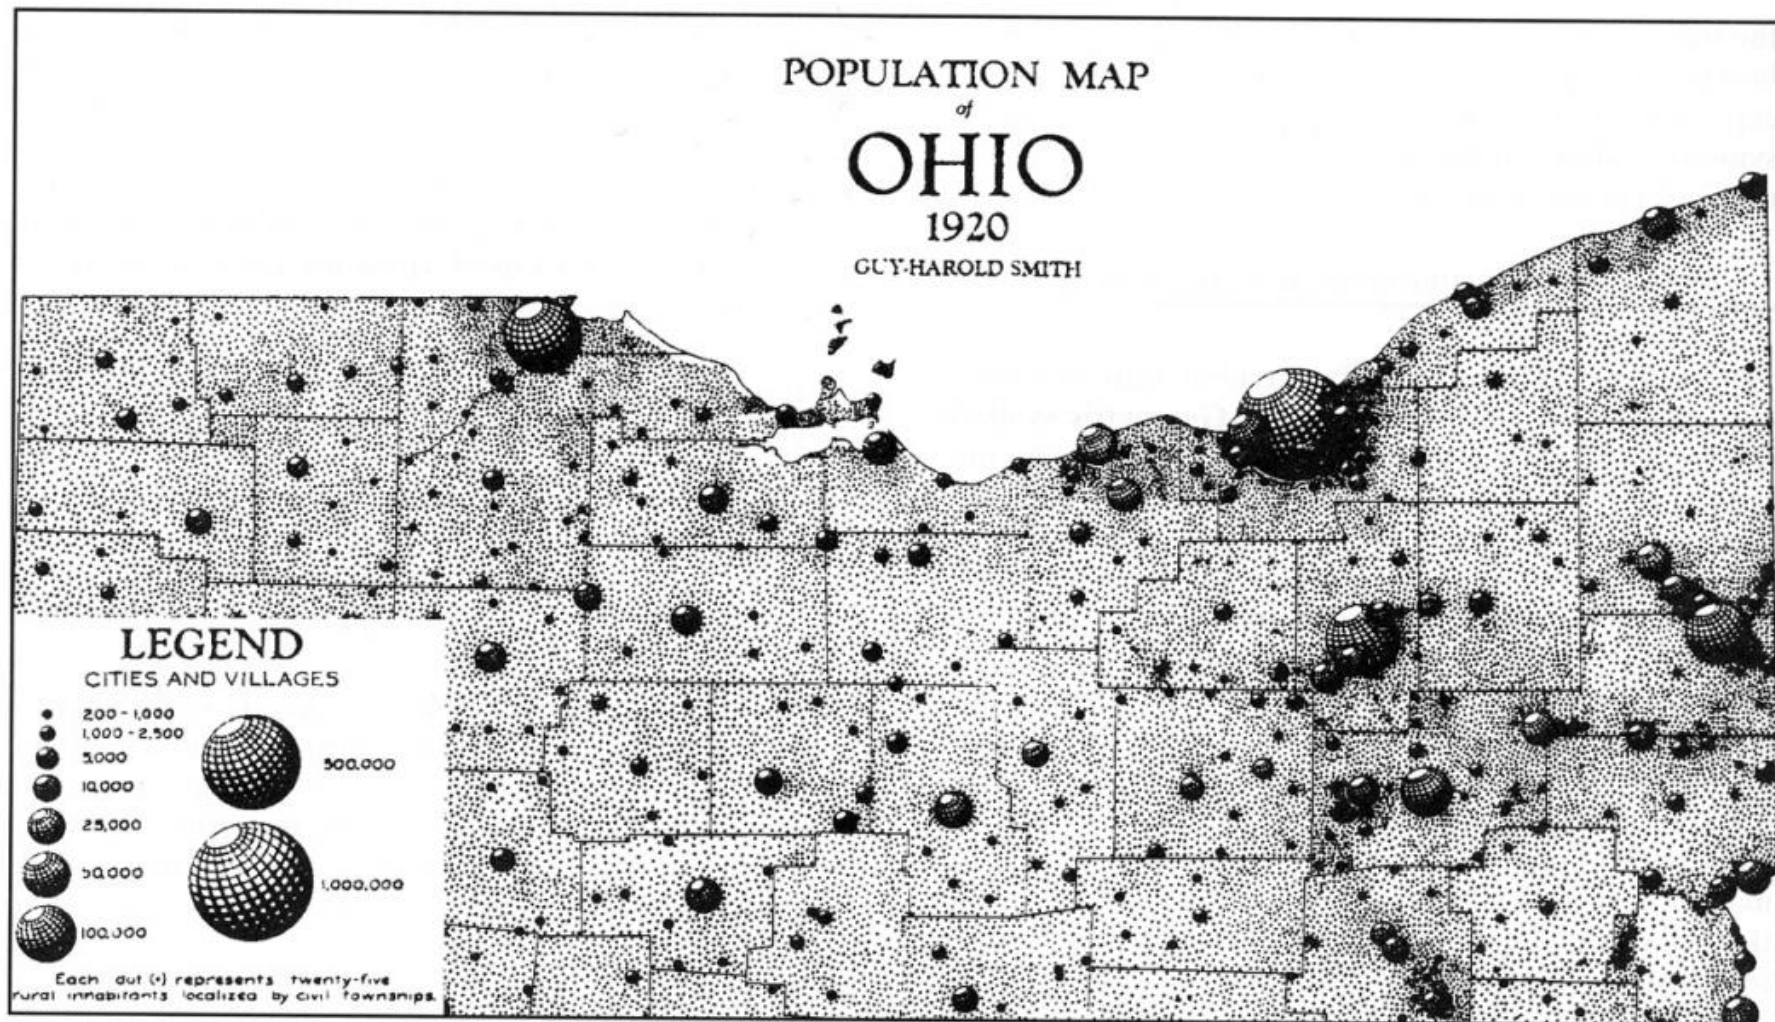 POPULATION MAP
of
OHIO
1920
GUY-HAROLD SMITH
LEGEND
CITIES AND VILLAGES
200-1,000
1,000-2,500
5,000
10,000
25,000
50,000
100,000
500,000
1,000,000
Each dot (•) represents twenty-five
rural inhabitants localized by civil townships.